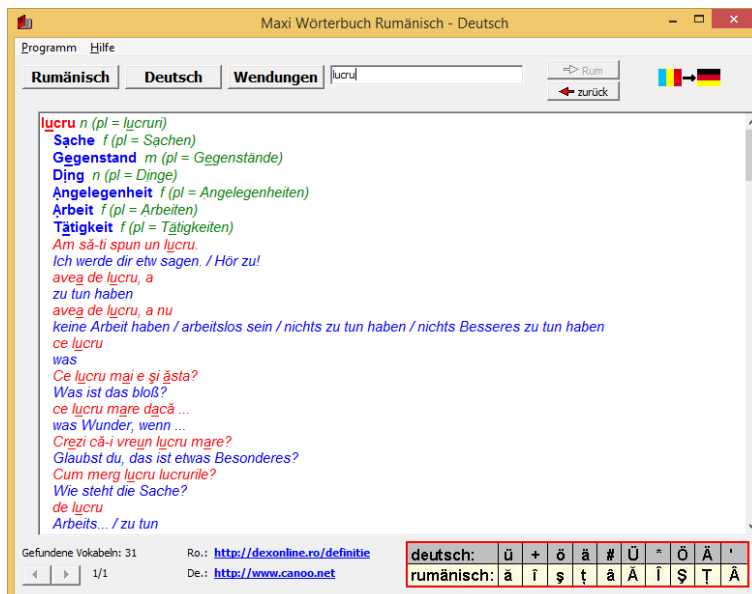 Maxi Wörterbuch Rumänisch - Deutsch
Programm Hilfe
Rumänisch Deutsch Wendungen lucru Rum
zurück
lucru n (pl = lucruri)
Sache f (pl = Sachen)
Gegenstand m (pl = Gegenstände)
Ding n (pl = Dinge)
Angelegenheit f (pl = Angelegenheiten)
Arbeit f (pl = Arbeiten)
Tätigkeit f (pl = Tätigkeiten)
Am să-ti spun un lucru.
Ich werde dir etw sagen. / Hör zu!
avea de lucru, a
zu tun haben
avea de lucru, a nu
keine Arbeit haben / arbeitslos sein / nichts zu tun haben / nichts Besseres zu tun haben
ce lucru
was
Ce lucru mai e şi ăsta?
Was ist das bloß?
ce lucru mare dacă ...
was Wunder, wenn ...
Crezi că-i vreun lucru mare?
Glaubst du, das ist etwas Besonderes?
Cum merg lucru lucrurile?
Wie steht die Sache?
de lucru
Arbeits... / zu tun
Gefundene Vokabeln: 31 Ro.: http://dexonline.ro/definitie deutsch: ü + ö ä # Ü * Ö Ä '
1/1 De.: http://www.canoo.net rumänisch: ă î ş ţ â Ă Î Ş Ţ Â